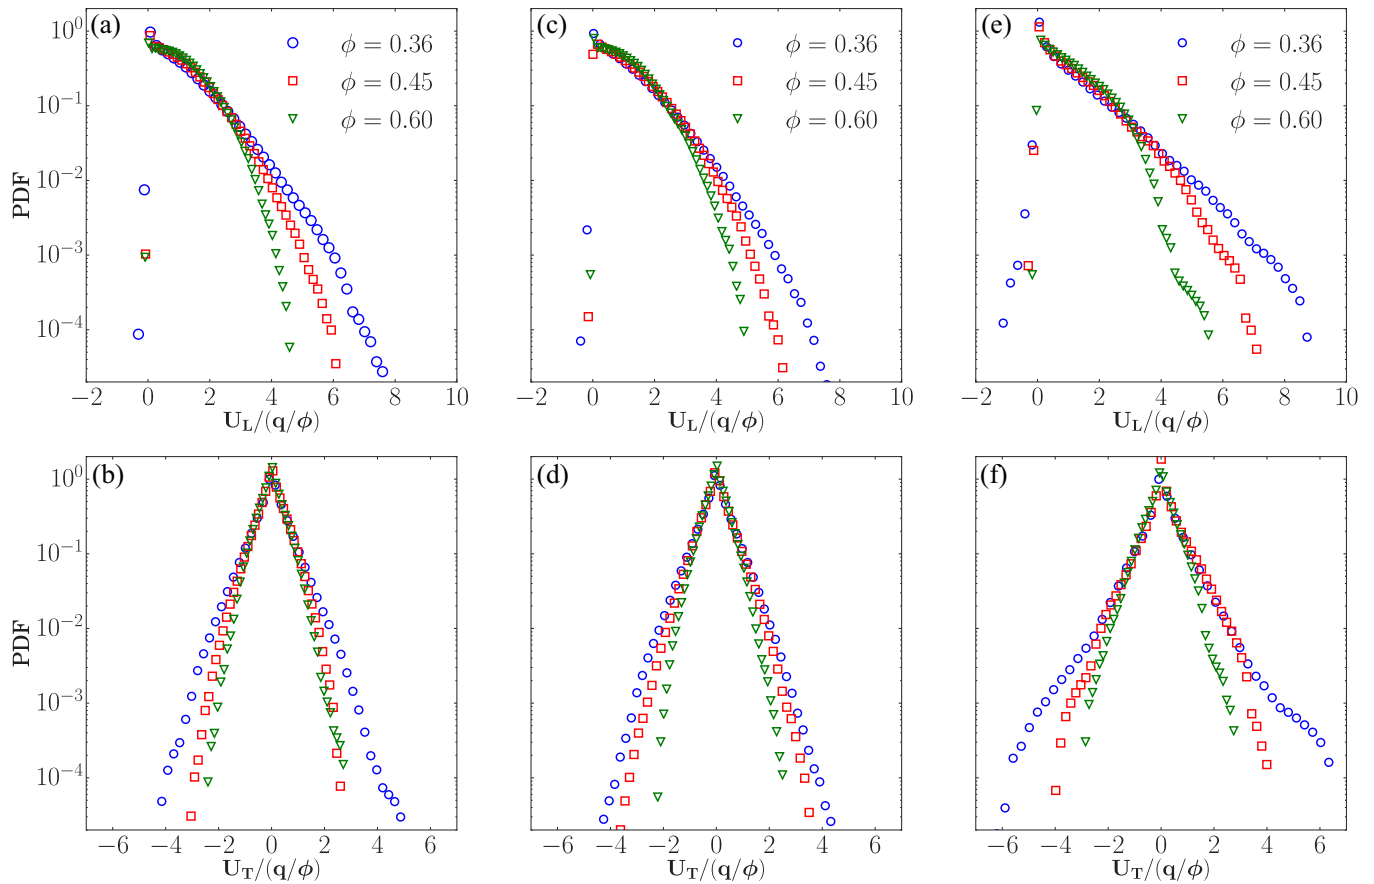 (a)
ϕ = 0.36
ϕ = 0.45
ϕ = 0.60
PDF
10⁰
10⁻¹
10⁻²
10⁻³
10⁻⁴
−2 0 2 4 6 8 10
U_L/(q/ϕ)
(c)
ϕ = 0.36
ϕ = 0.45
ϕ = 0.60
−2 0 2 4 6 8 10
U_L/(q/ϕ)
(e)
ϕ = 0.36
ϕ = 0.45
ϕ = 0.60
−2 0 2 4 6 8 10
U_L/(q/ϕ)
(b)
PDF
10⁰
10⁻¹
10⁻²
10⁻³
10⁻⁴
−6 −4 −2 0 2 4 6
U_T/(q/ϕ)
(d)
−6 −4 −2 0 2 4 6
U_T/(q/ϕ)
(f)
−6 −4 −2 0 2 4 6
U_T/(q/ϕ)